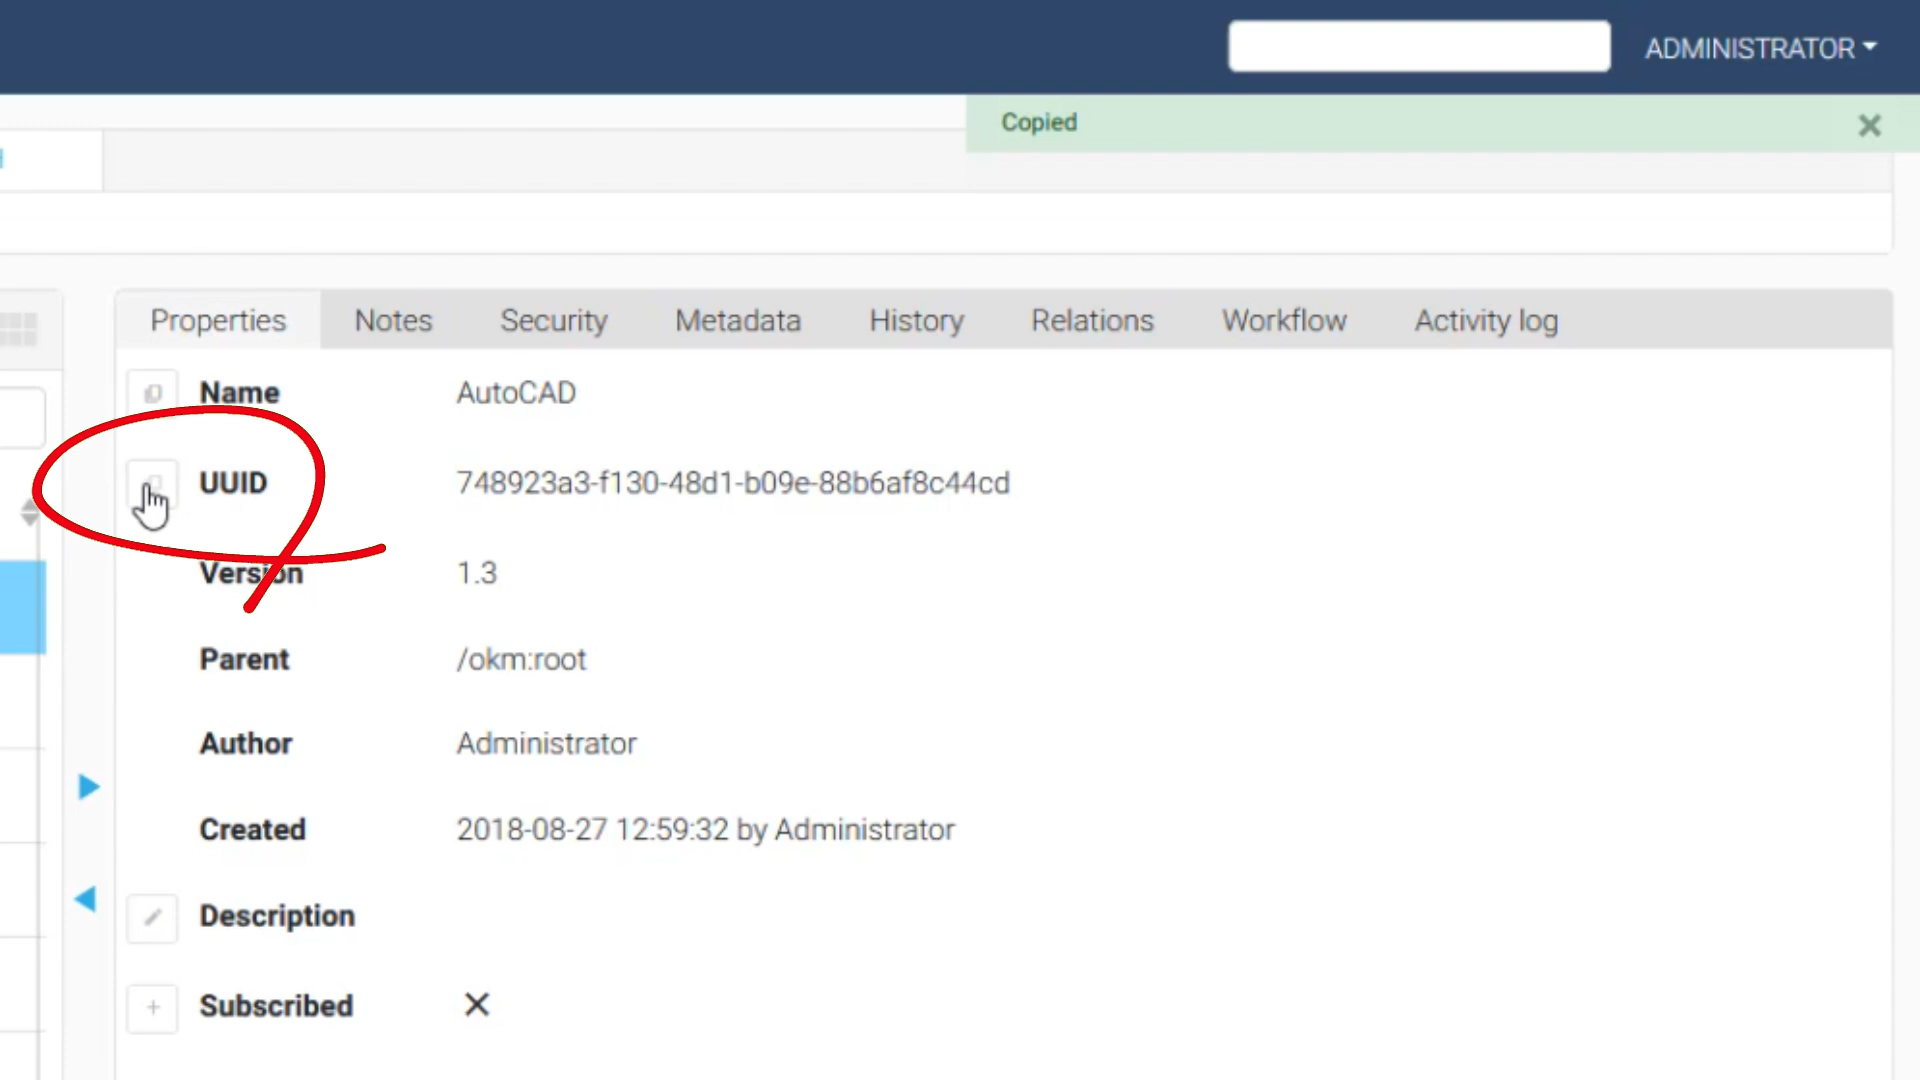 ADMINISTRATOR
Copied
Properties Notes Security Metadata History Relations Workflow Activity log
Name AutoCAD
UUID 748923a3-f130-48d1-b09e-88b6af8c44cd
Version 1.3
Parent /okm:root
Author Administrator
Created 2018-08-27 12:59:32 by Administrator
Description
Subscribed